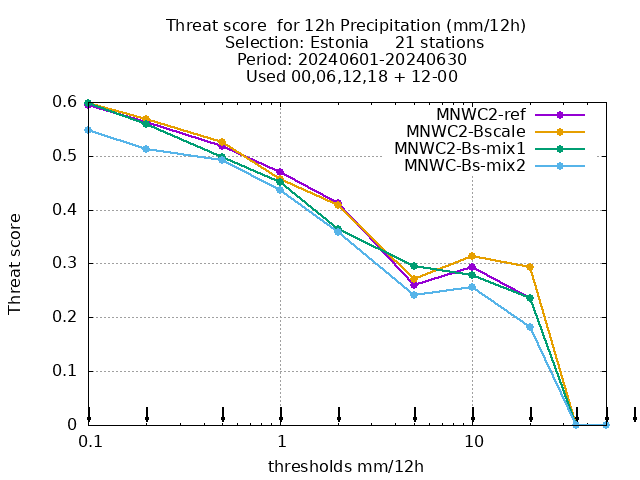 Threat score  for 12h Precipitation (mm/12h)
Selection: Estonia     21 stations
Period: 20240601-20240630
Used 00,06,12,18 + 12-00
MNWC2-ref
MNWC2-Bscale
MNWC2-Bs-mix1
MNWC-Bs-mix2
Threat score
0.6
0.5
0.4
0.3
0.2
0.1
0
0.1 1 10
thresholds mm/12h